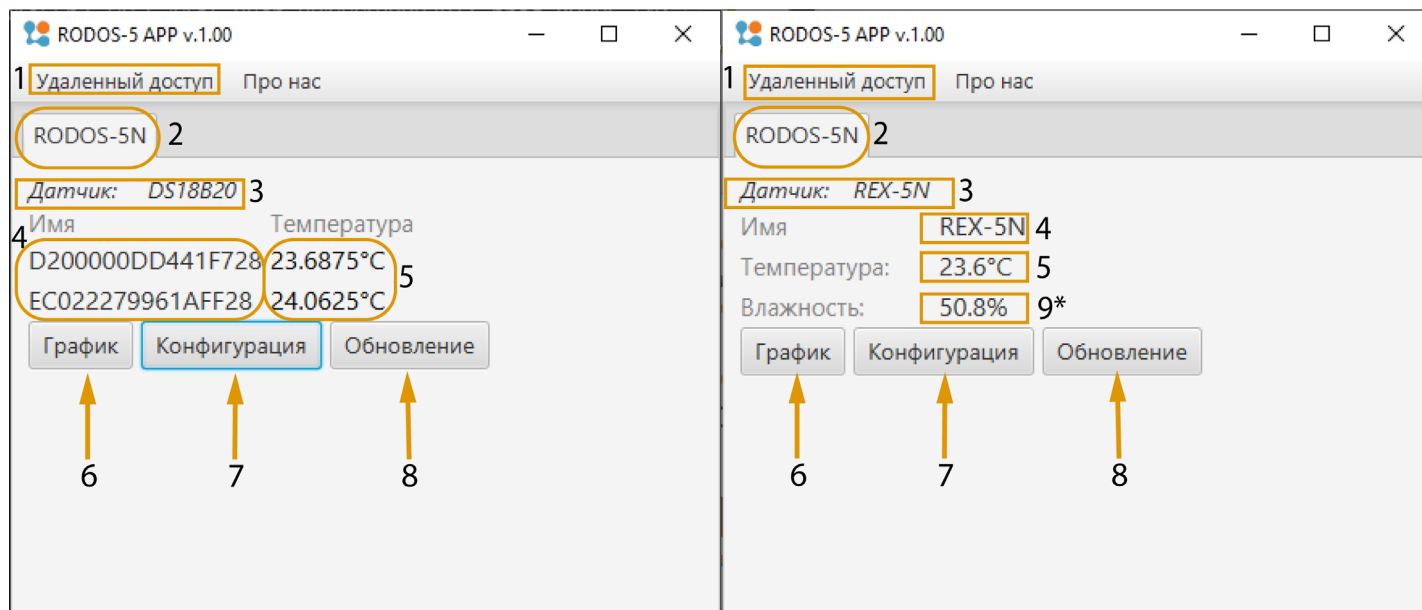 RODOS-5 APP v.1.00
1 Удаленный доступ Про нас
RODOS-5N 2
Датчик: DS18B20 3
Имя Температура
4
D200000DD441F728 23.6875°C
5
EC022279961AFF28 24.0625°C
График Конфигурация Обновление
6 7 8
RODOS-5 APP v.1.00
1 Удаленный доступ Про нас
RODOS-5N 2
Датчик: REX-5N 3
Имя REX-5N 4
Температура: 23.6°C 5
Влажность: 50.8% 9*
График Конфигурация Обновление
6 7 8